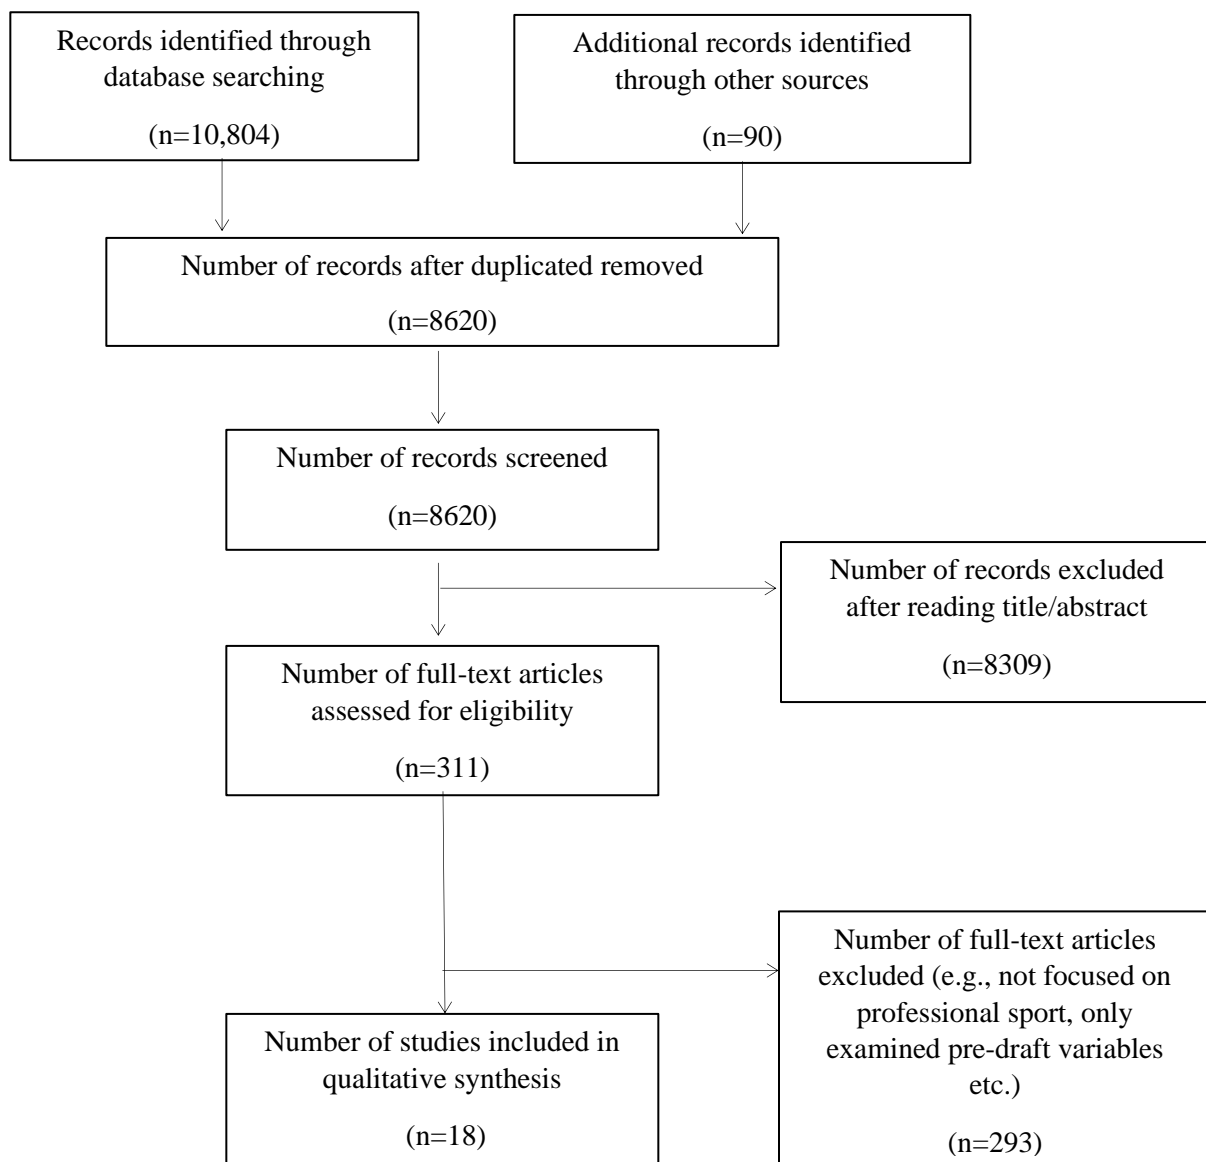 Records identified through
database searching
(n=10,804)
Additional records identified
through other sources
(n=90)
Number of records after duplicated removed
(n=8620)
Number of records screened
(n=8620)
Number of records excluded
after reading title/abstract
(n=8309)
Number of full-text articles
assessed for eligibility
(n=311)
Number of full-text articles
excluded (e.g., not focused on
professional sport, only
examined pre-draft variables
etc.)
(n=293)
Number of studies included in
qualitative synthesis
(n=18)